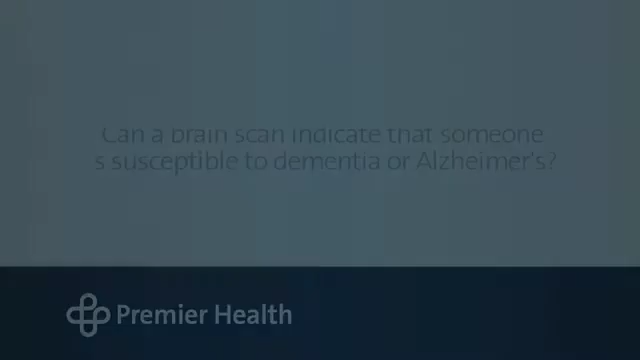 Can a brain scan indicate that someone
s susceptible to dementia or Alzheimer's?
Premier Health